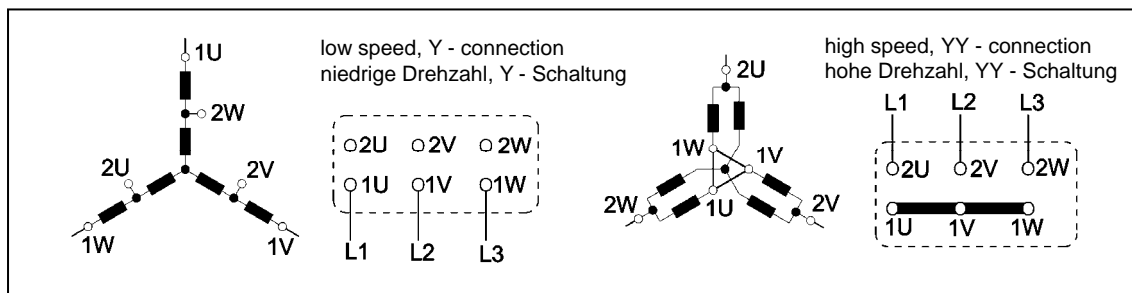 low speed, Y - connection
niedrige Drehzahl, Y - Schaltung
1U
2W
2U
2V
1W
1V
2U 2V 2W
1U 1V 1W
L1 L2 L3
high speed, YY - connection
hohe Drehzahl, YY - Schaltung
2U
1W
1V
2W
1U
2V
L1 L2 L3
2U 2V 2W
1U 1V 1W